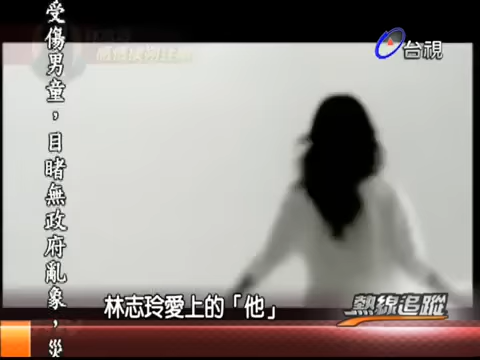 受傷男童，目睹無政府亂象，災
台視
林志玲愛上的「他」
熱線追蹤